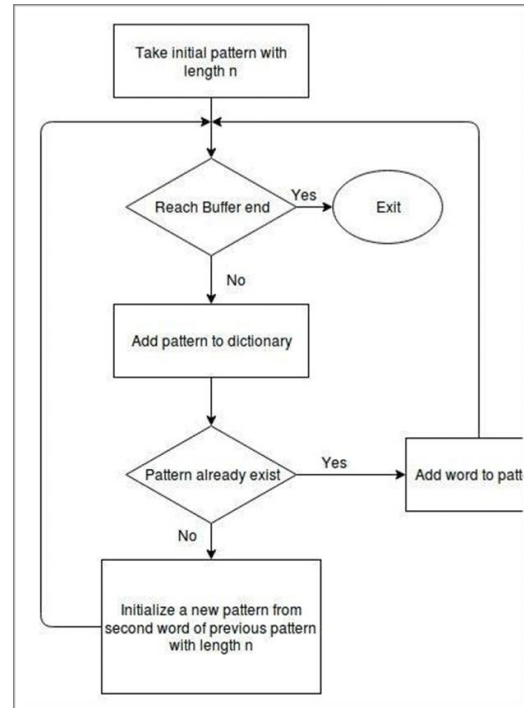 Take initial pattern with
length n
Reach Buffer end
Yes
Exit
No
Add pattern to dictionary
Pattern already exist
Yes
Add word to
No
Initialize a new pattern from
second word of previous pattern
with length n